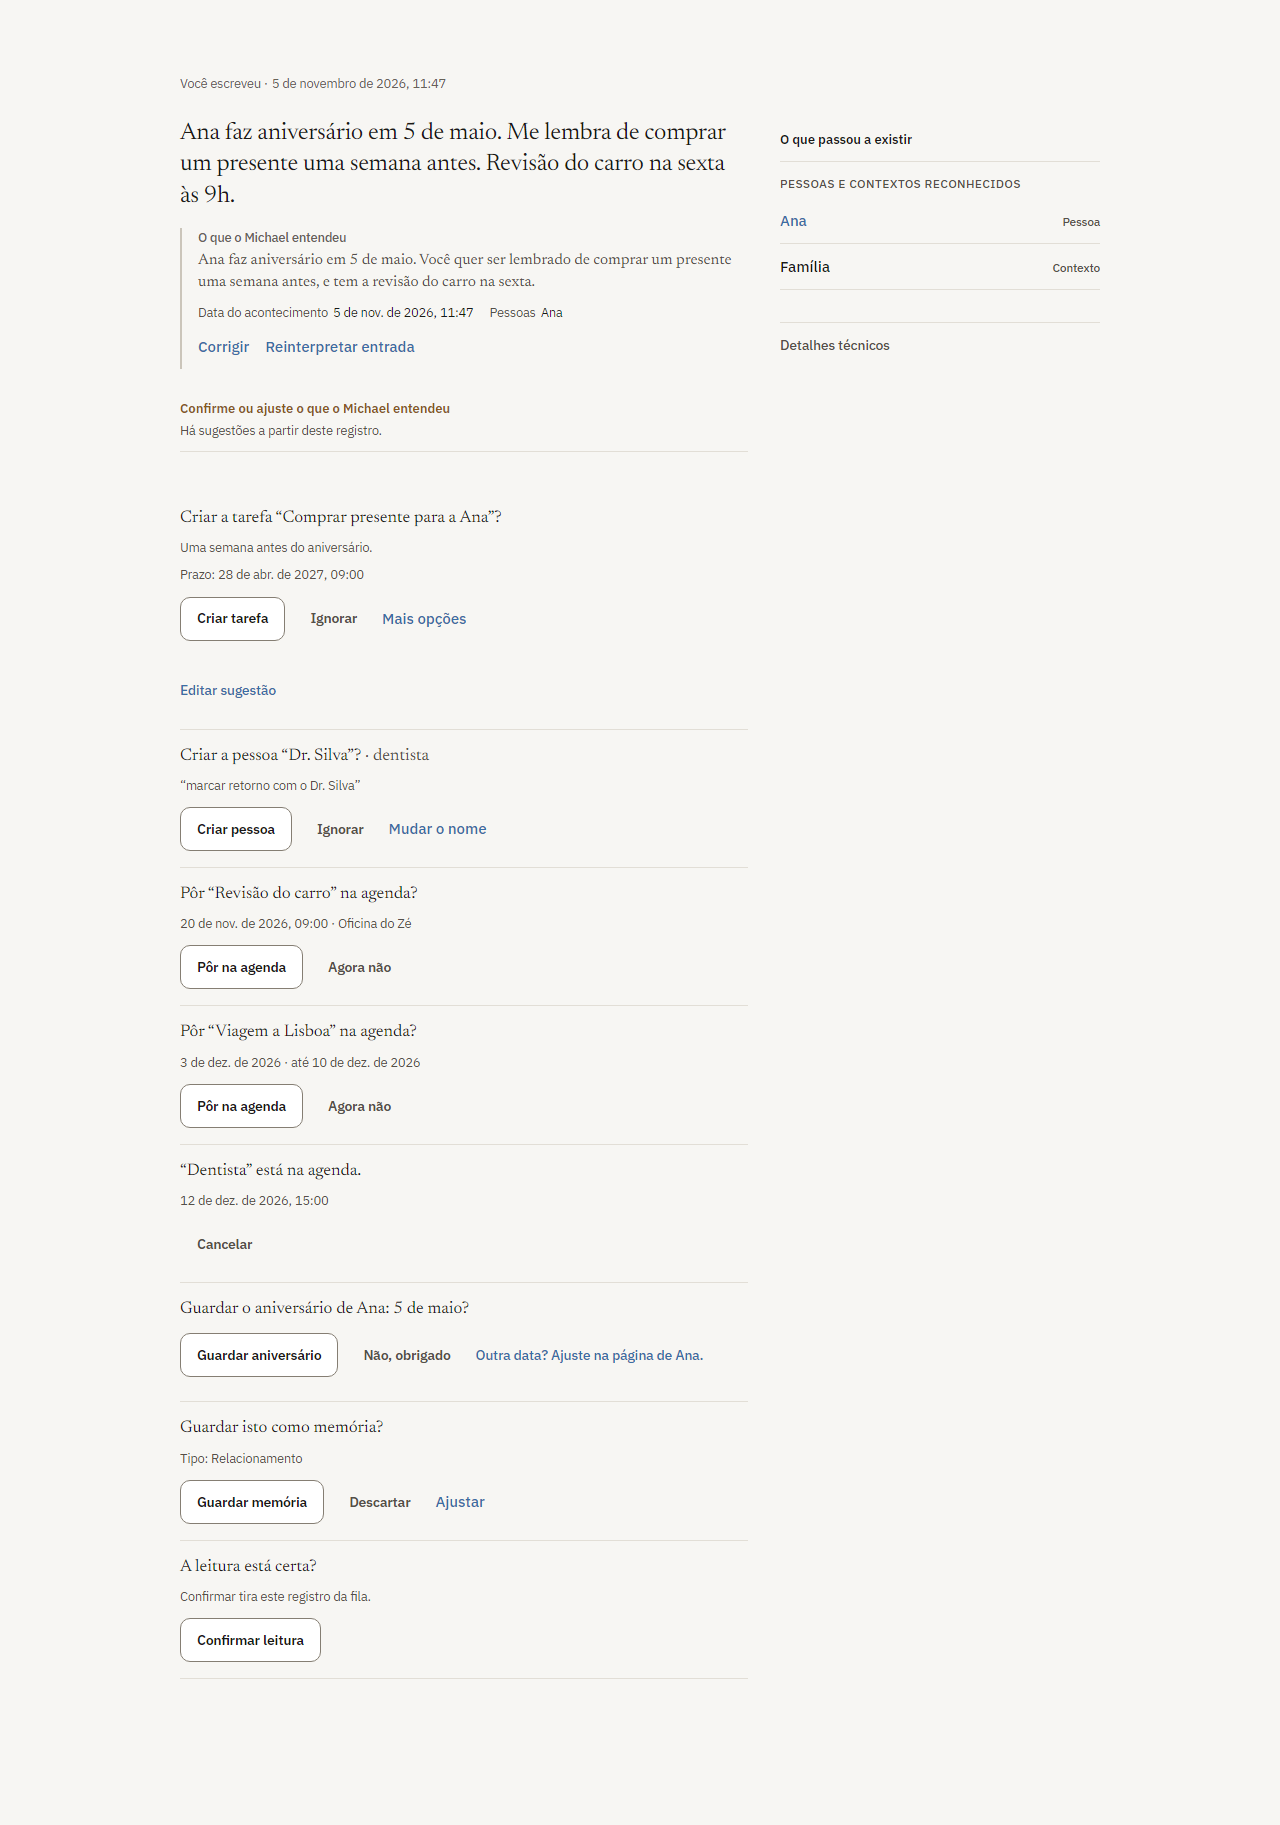 Você escreveu · 5 de novembro de 2026, 11:47
Ana faz aniversário em 5 de maio. Me lembra de comprar
um presente uma semana antes. Revisão do carro na sexta
às 9h.
O que o Michael entendeu
Ana faz aniversário em 5 de maio. Você quer ser lembrado de comprar um presente
uma semana antes, e tem a revisão do carro na sexta.
Data do acontecimento 5 de nov. de 2026, 11:47 Pessoas Ana
Corrigir Reinterpretar entrada
Confirme ou ajuste o que o Michael entendeu
Há sugestões a partir deste registro.
Criar a tarefa “Comprar presente para a Ana”?
Uma semana antes do aniversário.
Prazo: 28 de abr. de 2027, 09:00
Criar tarefa Ignorar Mais opções
Editar sugestão
Criar a pessoa “Dr. Silva”? · dentista
“marcar retorno com o Dr. Silva”
Criar pessoa Ignorar Mudar o nome
Pôr “Revisão do carro” na agenda?
20 de nov. de 2026, 09:00 · Oficina do Zé
Pôr na agenda Agora não
Pôr “Viagem a Lisboa” na agenda?
3 de dez. de 2026 · até 10 de dez. de 2026
Pôr na agenda Agora não
“Dentista” está na agenda.
12 de dez. de 2026, 15:00
Cancelar
Guardar o aniversário de Ana: 5 de maio?
Guardar aniversário Não, obrigado Outra data? Ajuste na página de Ana.
Guardar isto como memória?
Tipo: Relacionamento
Guardar memória Descartar Ajustar
A leitura está certa?
Confirmar tira este registro da fila.
Confirmar leitura
O que passou a existir
PESSOAS E CONTEXTOS RECONHECIDOS
Ana Pessoa
Família Contexto
Detalhes técnicos